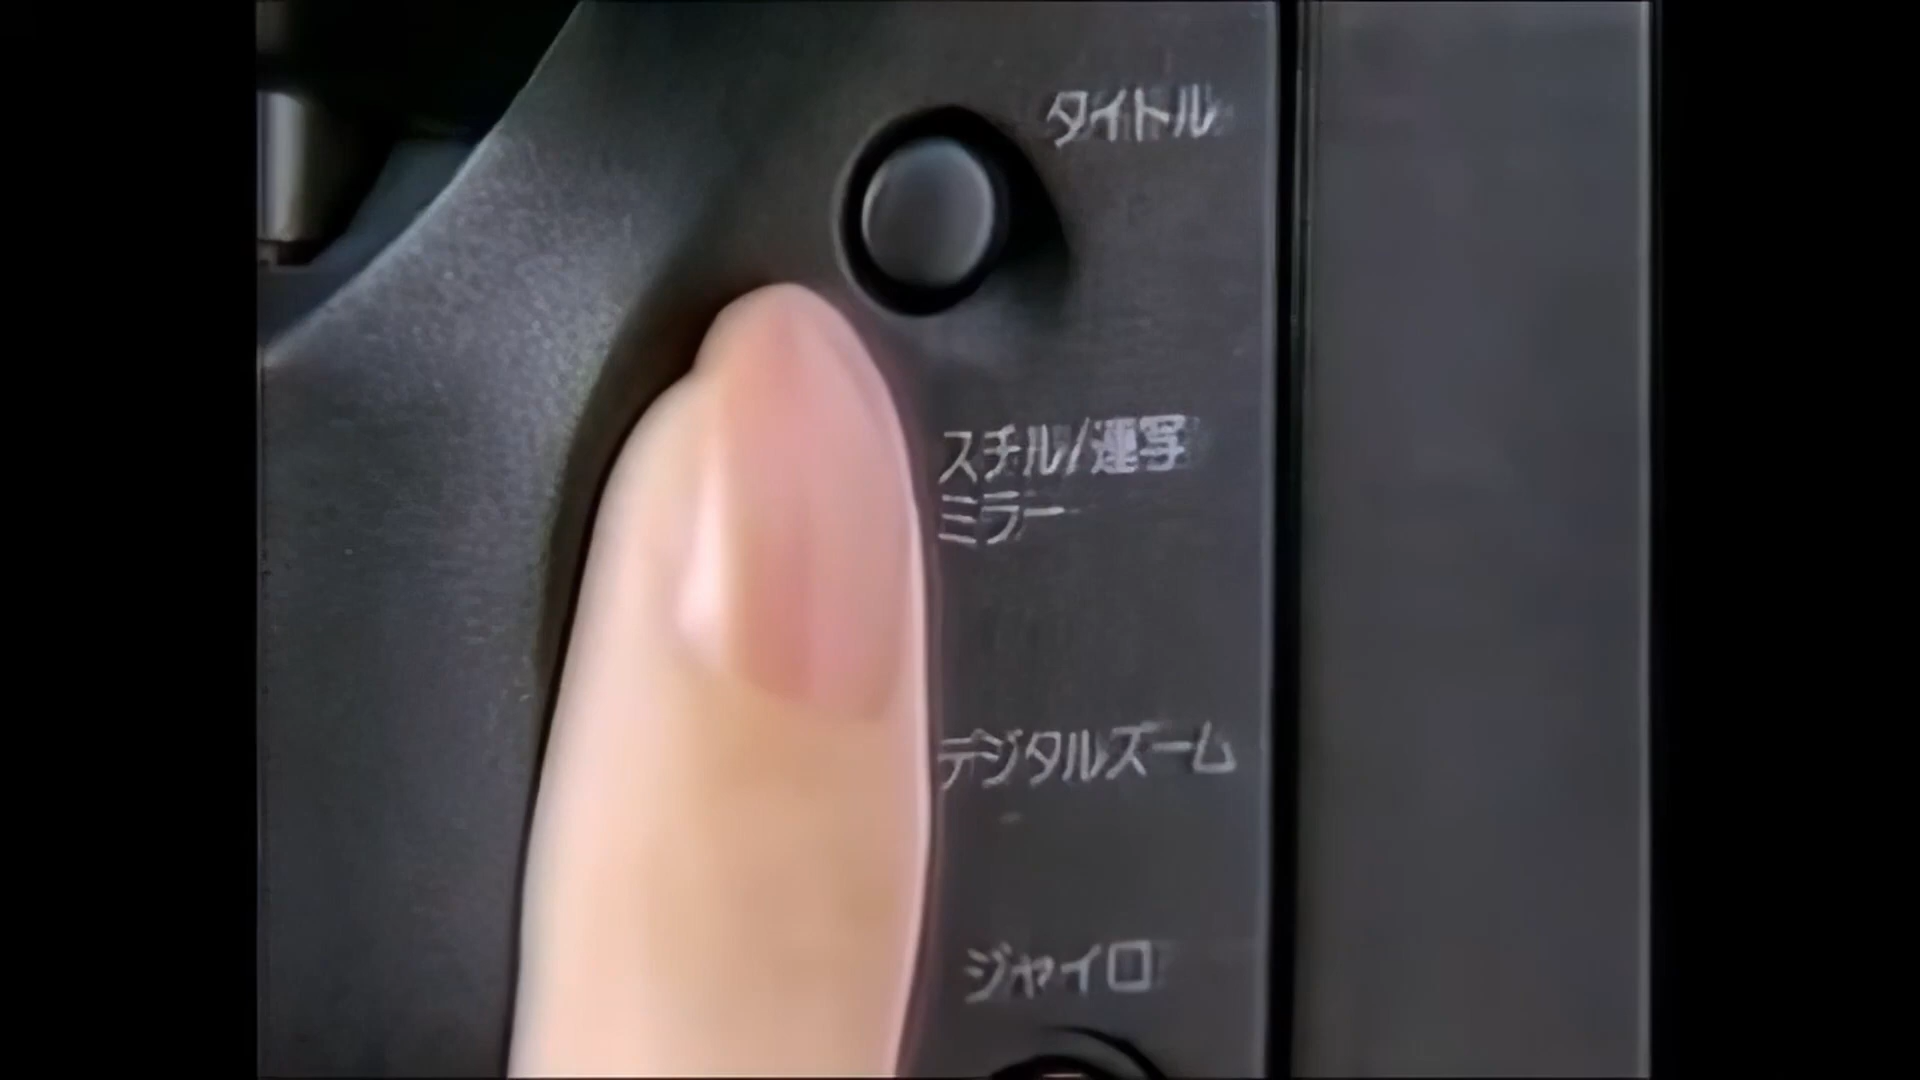 タイトル
スチル/連写
ミラー
デジタルズーム
ジャイロ